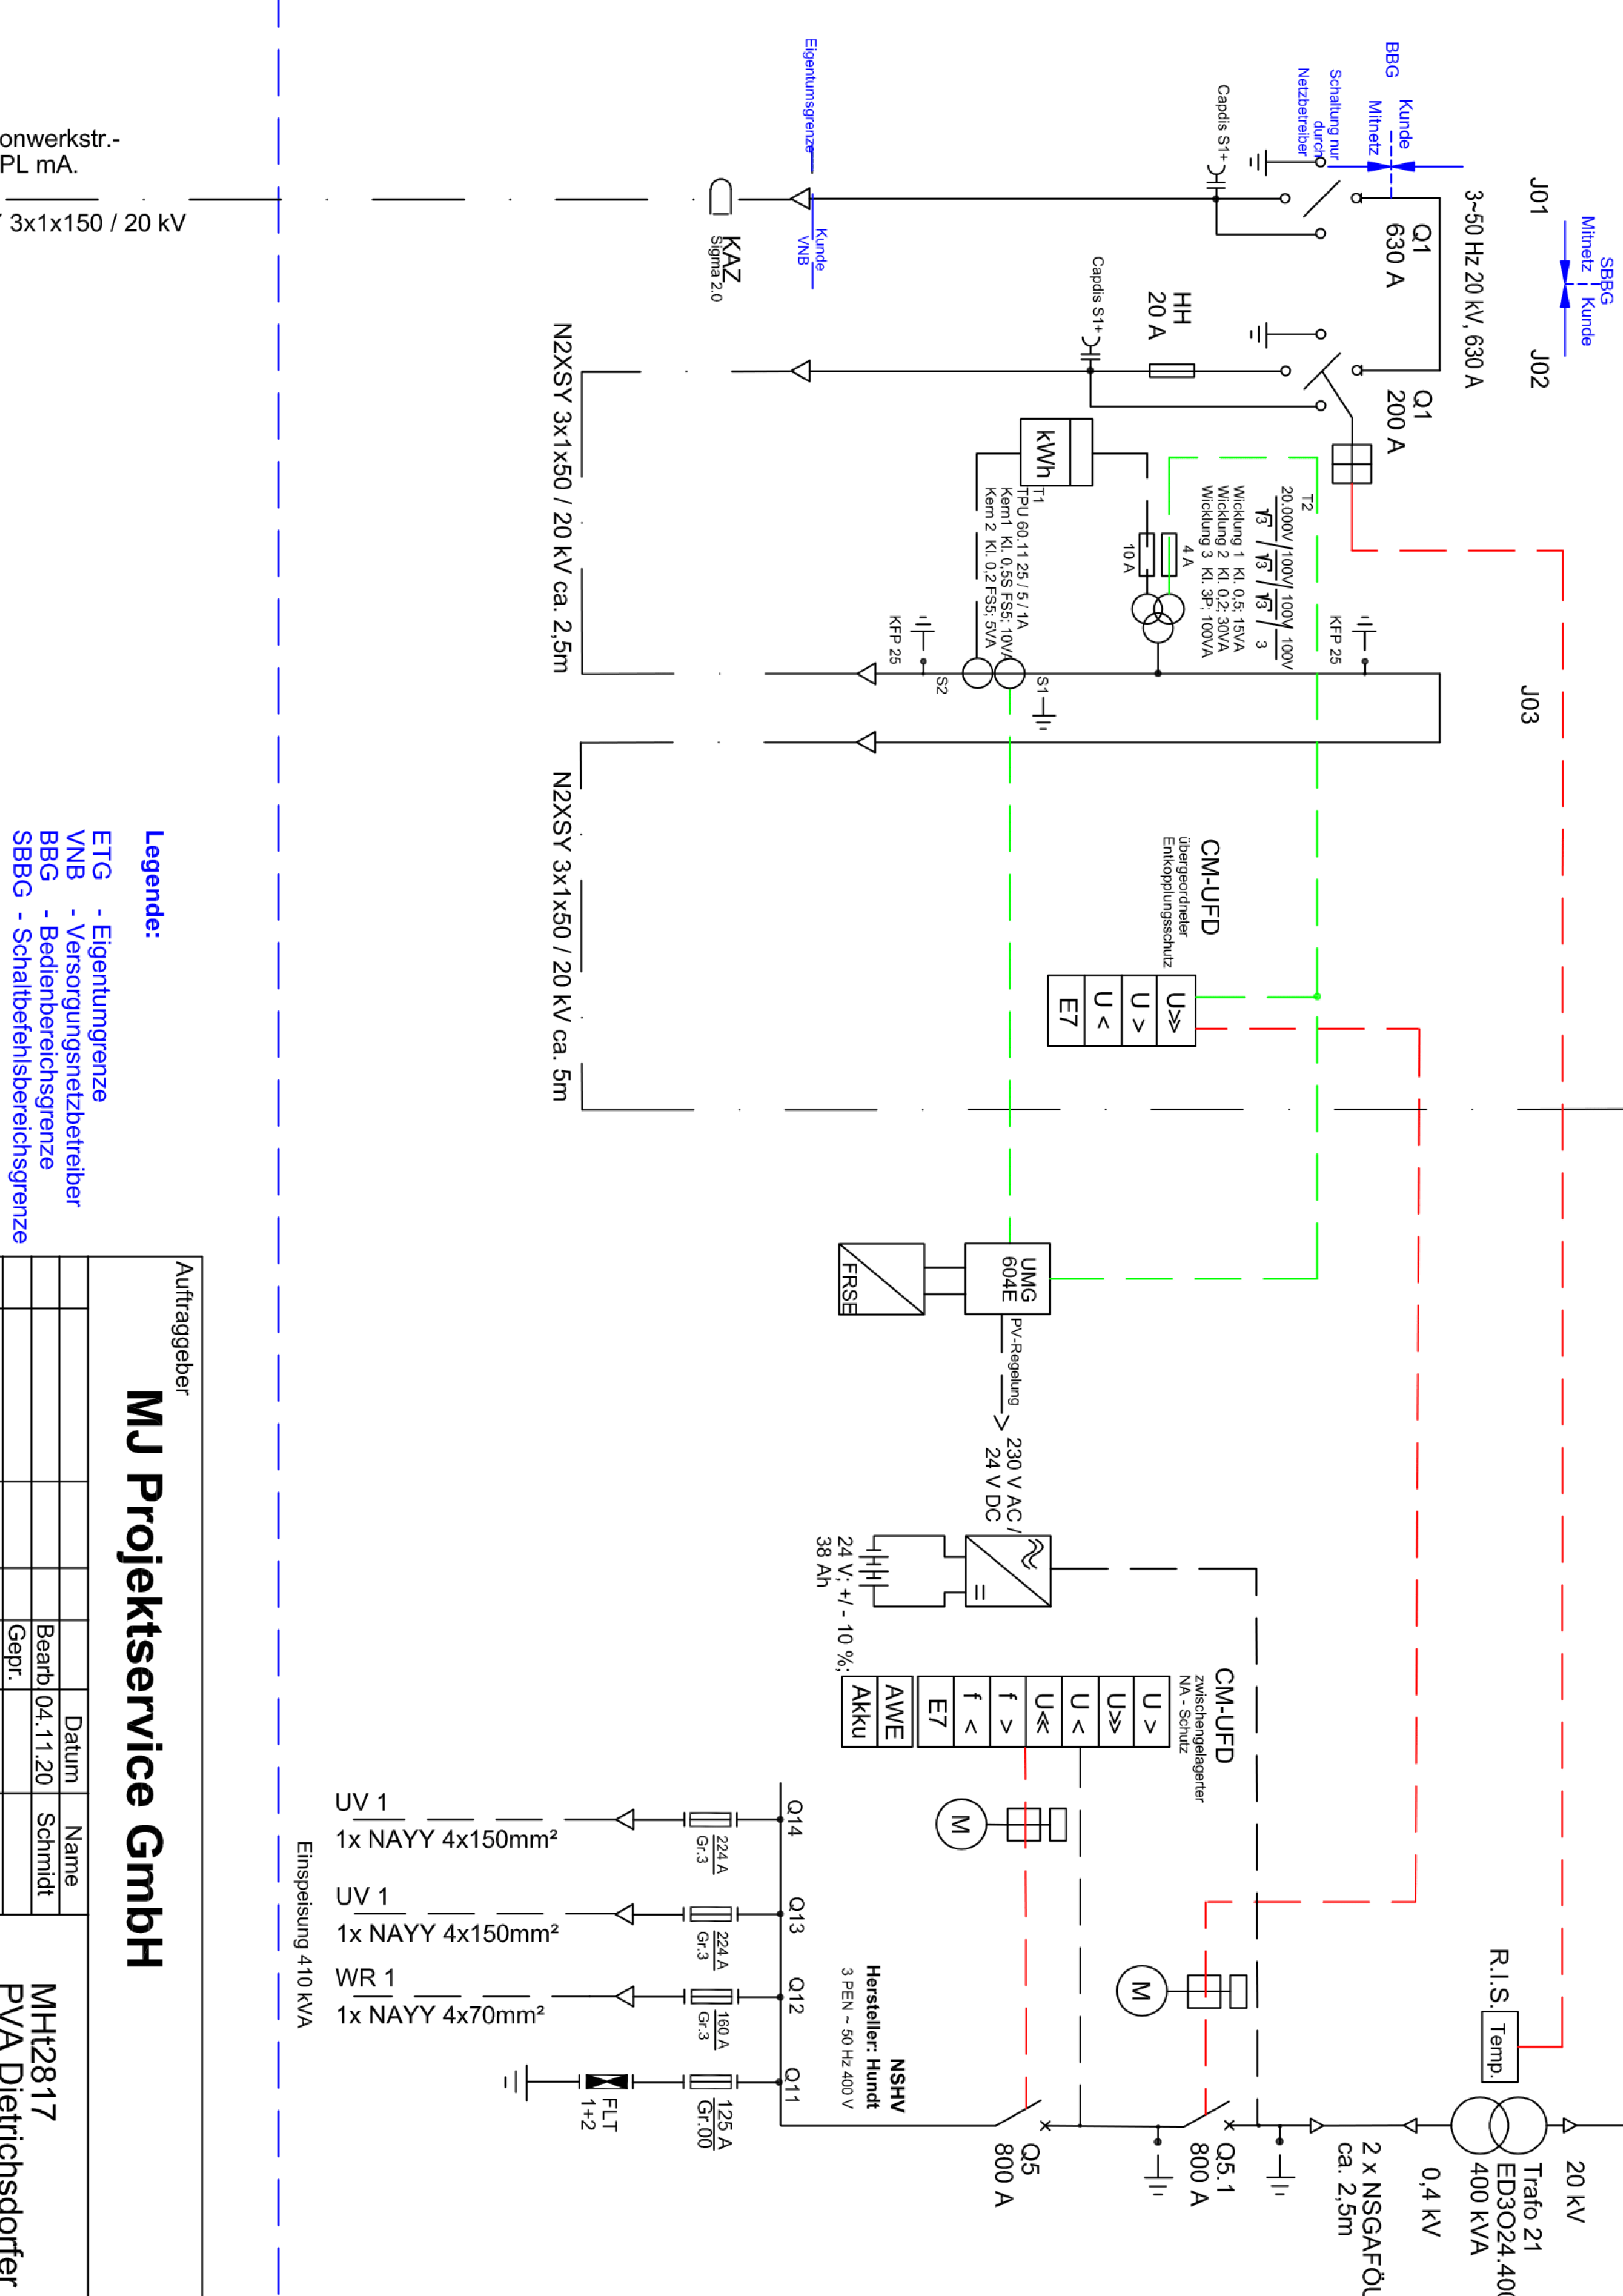 J01
J02
J03
SBBG
Mitnetz
Kunde
3~50 Hz 20 kV, 630 A
BBG
Kunde
Mitnetz
Schaltung nur
durch
Netzbetreiber
Q1
630 A
Q1
200 A
Capdis S1+
HH
20 A
Capdis S1+
Eigentumsgrenze
Kunde
VNB
KAZ
Sigma 2.0
onwerkstr.-
PL mA.
3x1x150 / 20 kV
N2XSY 3x1x50 / 20 kV ca. 2,5m
N2XSY 3x1x50 / 20 kV ca. 5m
kWh
T1
TPU 60.11 25 / 5 / 1A
Kern1 Kl. 0,5S FS5; 10VA
Kern 2 Kl. 0,2 FS5; 5VA
T2
20.000V / 100V / 100V / 100V
√3 / √3 / √3 / 3
Wicklung 1 Kl. 0,5; 15VA
Wicklung 2 Kl. 0,2; 30VA
Wicklung 3 Kl. 3P; 100VA
4 A
10 A
KFP 25
KFP 25
S1
S2
CM-UFD
übergeordneter
Entkopplungsschutz
U>>
U >
U <
E7
UMG
604E
FRSE
PV-Regelung
230 V AC /
24 V DC
24 V; +/ - 10 %;
38 Ah
CM-UFD
zwischengelagerter
NA - Schutz
U >
U>>
U <
U<<
f >
f <
E7
AWE
Akku
M
M
R.I.S.
Temp.
20 kV
Trafo 21
ED3O24.400
400 kVA
0,4 kV
2 x NSGAFÖU
ca. 2,5m
Q5.1
800 A
Q5
800 A
NSHV
Hersteller: Hundt
3 PEN ~ 50 Hz 400 V
Q14
Q13
Q12
Q11
224 A
Gr.3
224 A
Gr.3
160 A
Gr.3
125 A
Gr.00
FLT
1+2
UV 1
1x NAYY 4x150mm²
UV 1
1x NAYY 4x150mm²
WR 1
1x NAYY 4x70mm²
Einspeisung 410 kVA
Legende:
ETG - Eigentumgrenze
VNB - Versorgungsnetzbetreiber
BBG - Bedienbereichsgrenze
SBBG - Schaltbefehlsbereichsgrenze
Auftraggeber
MJ Projektservice GmbH
Datum
Name
Bearb.
04.11.20
Schmidt
Gepr.
MHt2817
PVA Dietrichsdorfer